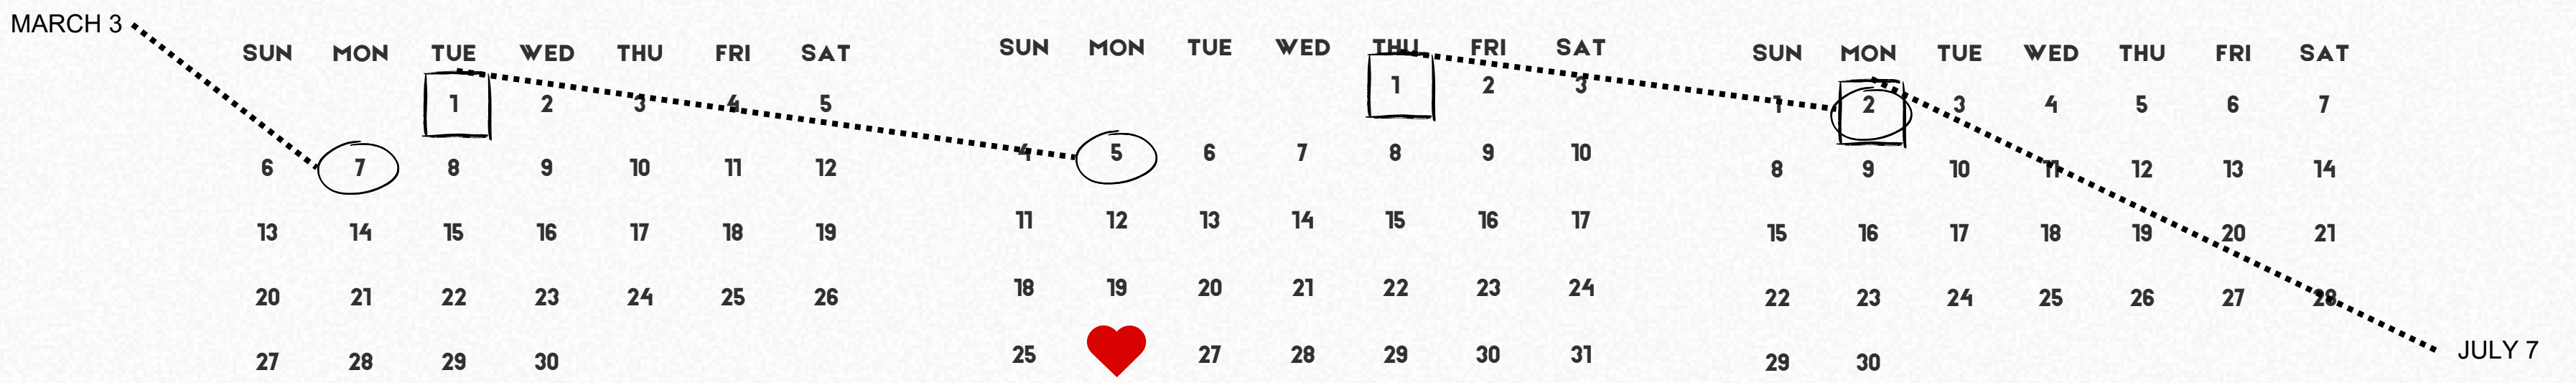 MARCH 3
SUN MON TUE WED THU FRI SAT
1 2 3 4 5
6 7 8 9 10 11 12
13 14 15 16 17 18 19
20 21 22 23 24 25 26
27 28 29 30
SUN MON TUE WED THU FRI SAT
1 2 3
4 5 6 7 8 9 10
11 12 13 14 15 16 17
18 19 20 21 22 23 24
25 27 28 29 30 31
SUN MON TUE WED THU FRI SAT
1 2 3 4 5 6 7
8 9 10 11 12 13 14
15 16 17 18 19 20 21
22 23 24 25 26 27 28
29 30
JULY 7